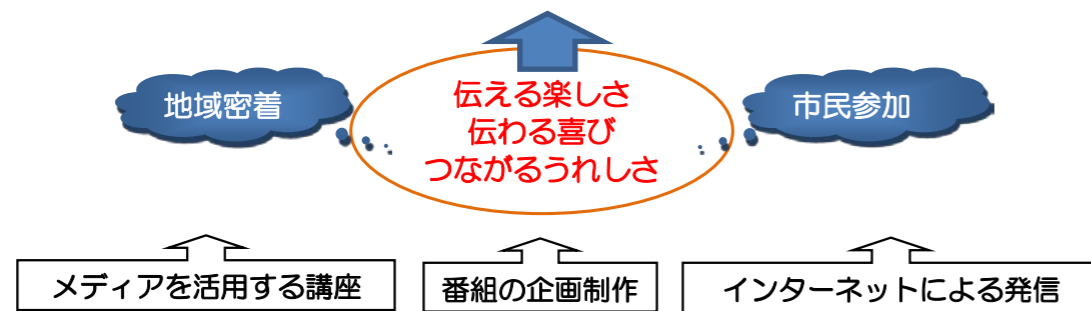 伝える楽しさ
伝わる喜び
つながるうれしさ
地域密着
市民参加
メディアを活用する講座
番組の企画制作
インターネットによる発信